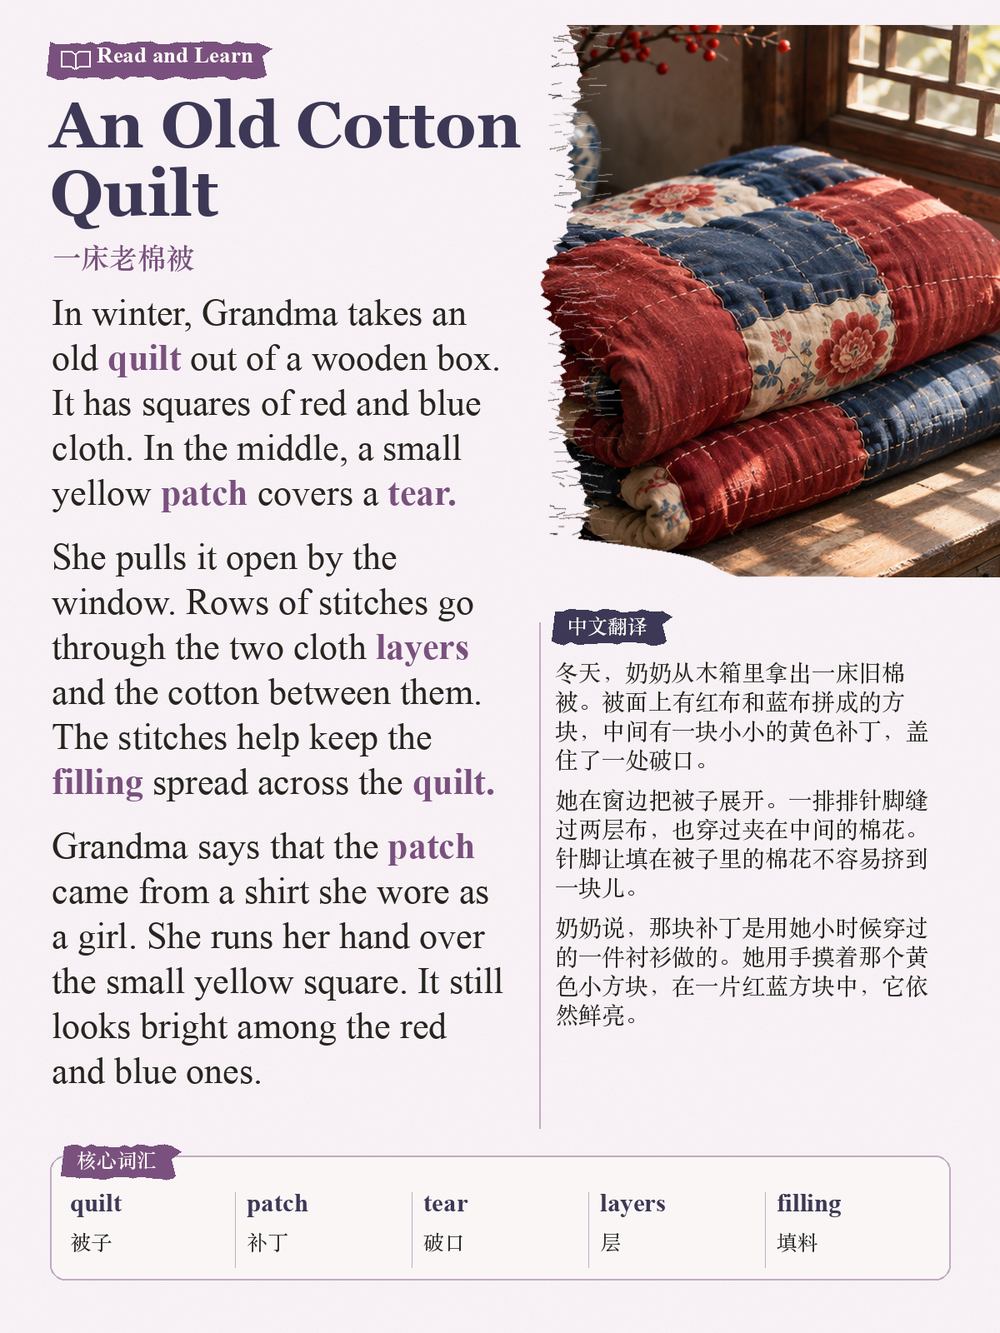 Read and Learn
An Old Cotton
Quilt
一床老棉被
In winter, Grandma takes an
old quilt out of a wooden box.
It has squares of red and blue
cloth. In the middle, a small
yellow patch covers a tear.
She pulls it open by the
window. Rows of stitches go
through the two cloth layers
and the cotton between them.
The stitches help keep the
filling spread across the quilt.
Grandma says that the patch
came from a shirt she wore as
a girl. She runs her hand over
the small yellow square. It still
looks bright among the red
and blue ones.
中文翻译
冬天，奶奶从木箱里拿出一床旧棉
被。被面上有红布和蓝布拼成的方
块，中间有一块小小的黄色补丁，盖
住了一处破口。
她在窗边把被子展开。一排排针脚缝
过两层布，也穿过夹在中间的棉花。
针脚让填在被子里的棉花不容易挤到
一块儿。
奶奶说，那块补丁是用她小时候穿过
的一件衬衫做的。她用手摸着那个黄
色小方块，在一片红蓝方块中，它依
然鲜亮。
核心词汇
quilt
被子
patch
补丁
tear
破口
layers
层
filling
填料